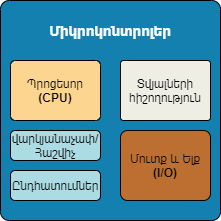 Միկրոկոնտրոլեր
Պրոցեսոր
(CPU)
Տվյալների
հիշողություն
վարկյանաչափ/
Հաշվիչ
Մուտք և Ելք
(I/O)
Ընդհատումներ